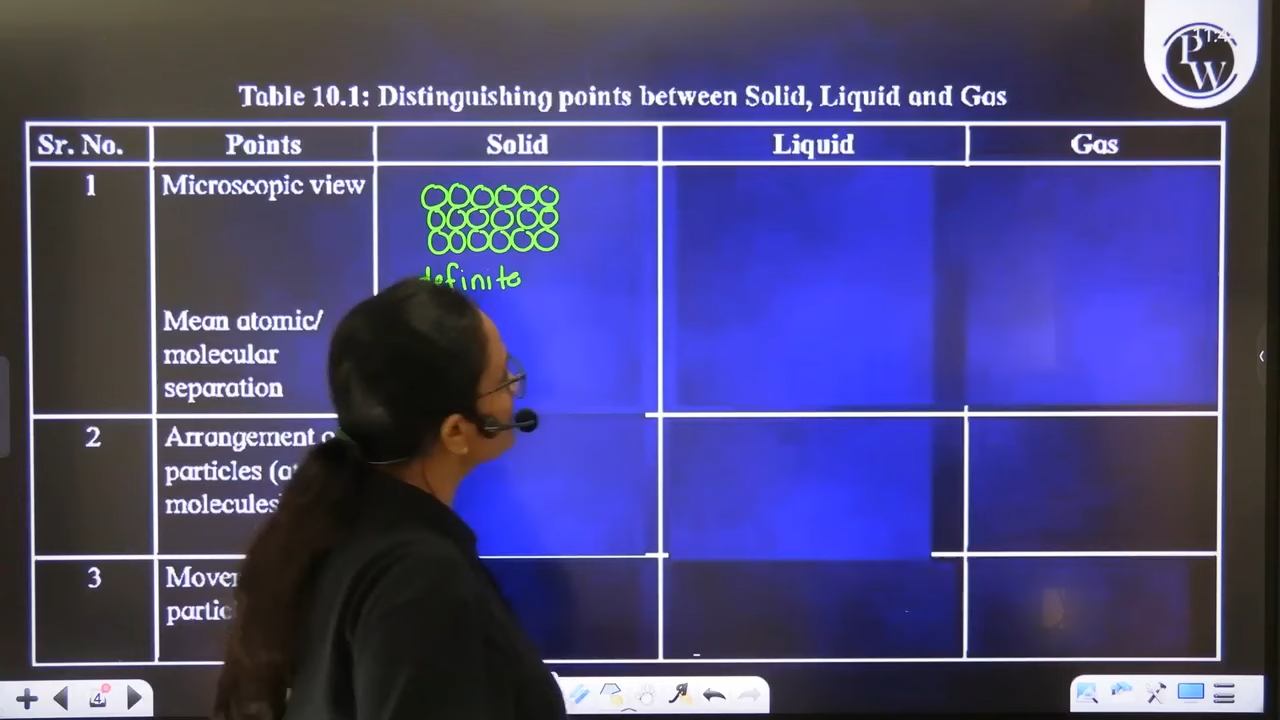 PW
Table 10.1: Distinguishing points between Solid, Liquid and Gas
Sr. No. Points Solid Liquid Gas
1 Microscopic view
definite
Mean atomic/
molecular
separation
2 Arrangement
particles
molecules
3
4